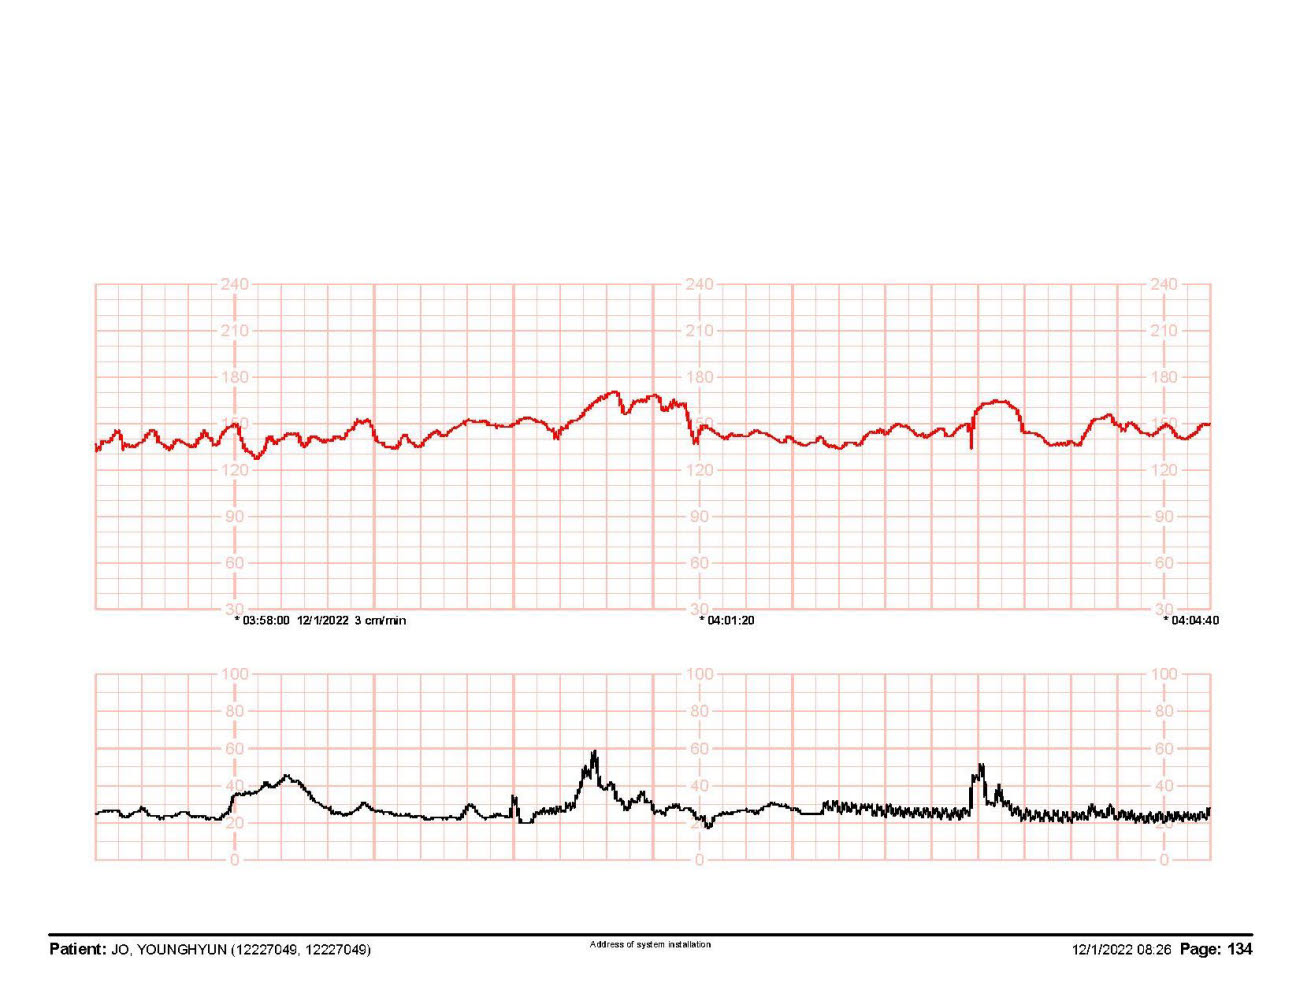 240 240 240
210 210 210
180 180 180
150 150 150
120 120 120
90 90 90
60 60 60
30 30 30
* 03:58:00 12/1/2022 3 cm/min * 04:01:20 * 04:04:40
100 100 100
80 80 80
60 60 60
40 40 40
20 20 20
0 0 0
Patient: JO, YOUNGHYUN (12227049, 12227049) Address of system installation 12/1/2022 08:26 Page: 134